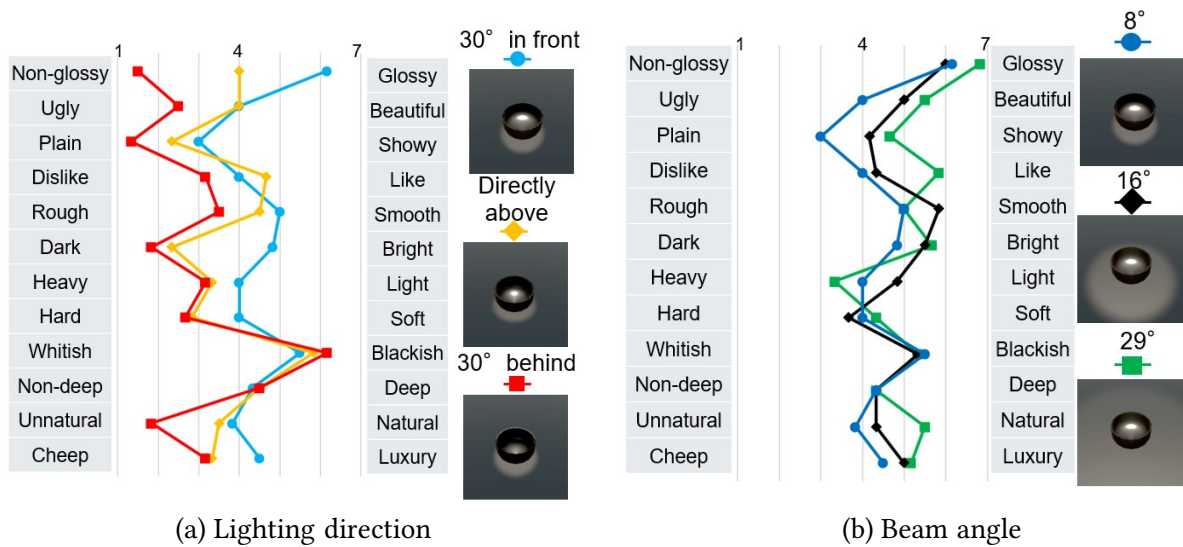 1 4 7
Non-glossy Glossy
Ugly Beautiful
Plain Showy
Dislike Like
Rough Smooth
Dark Bright
Heavy Light
Hard Soft
Whitish Blackish
Non-deep Deep
Unnatural Natural
Cheep Luxury
30° in front
Directly
above
30° behind
(a) Lighting direction
1 4 7
Non-glossy Glossy
Ugly Beautiful
Plain Showy
Dislike Like
Rough Smooth
Dark Bright
Heavy Light
Hard Soft
Whitish Blackish
Non-deep Deep
Unnatural Natural
Cheep Luxury
8°
16°
29°
(b) Beam angle